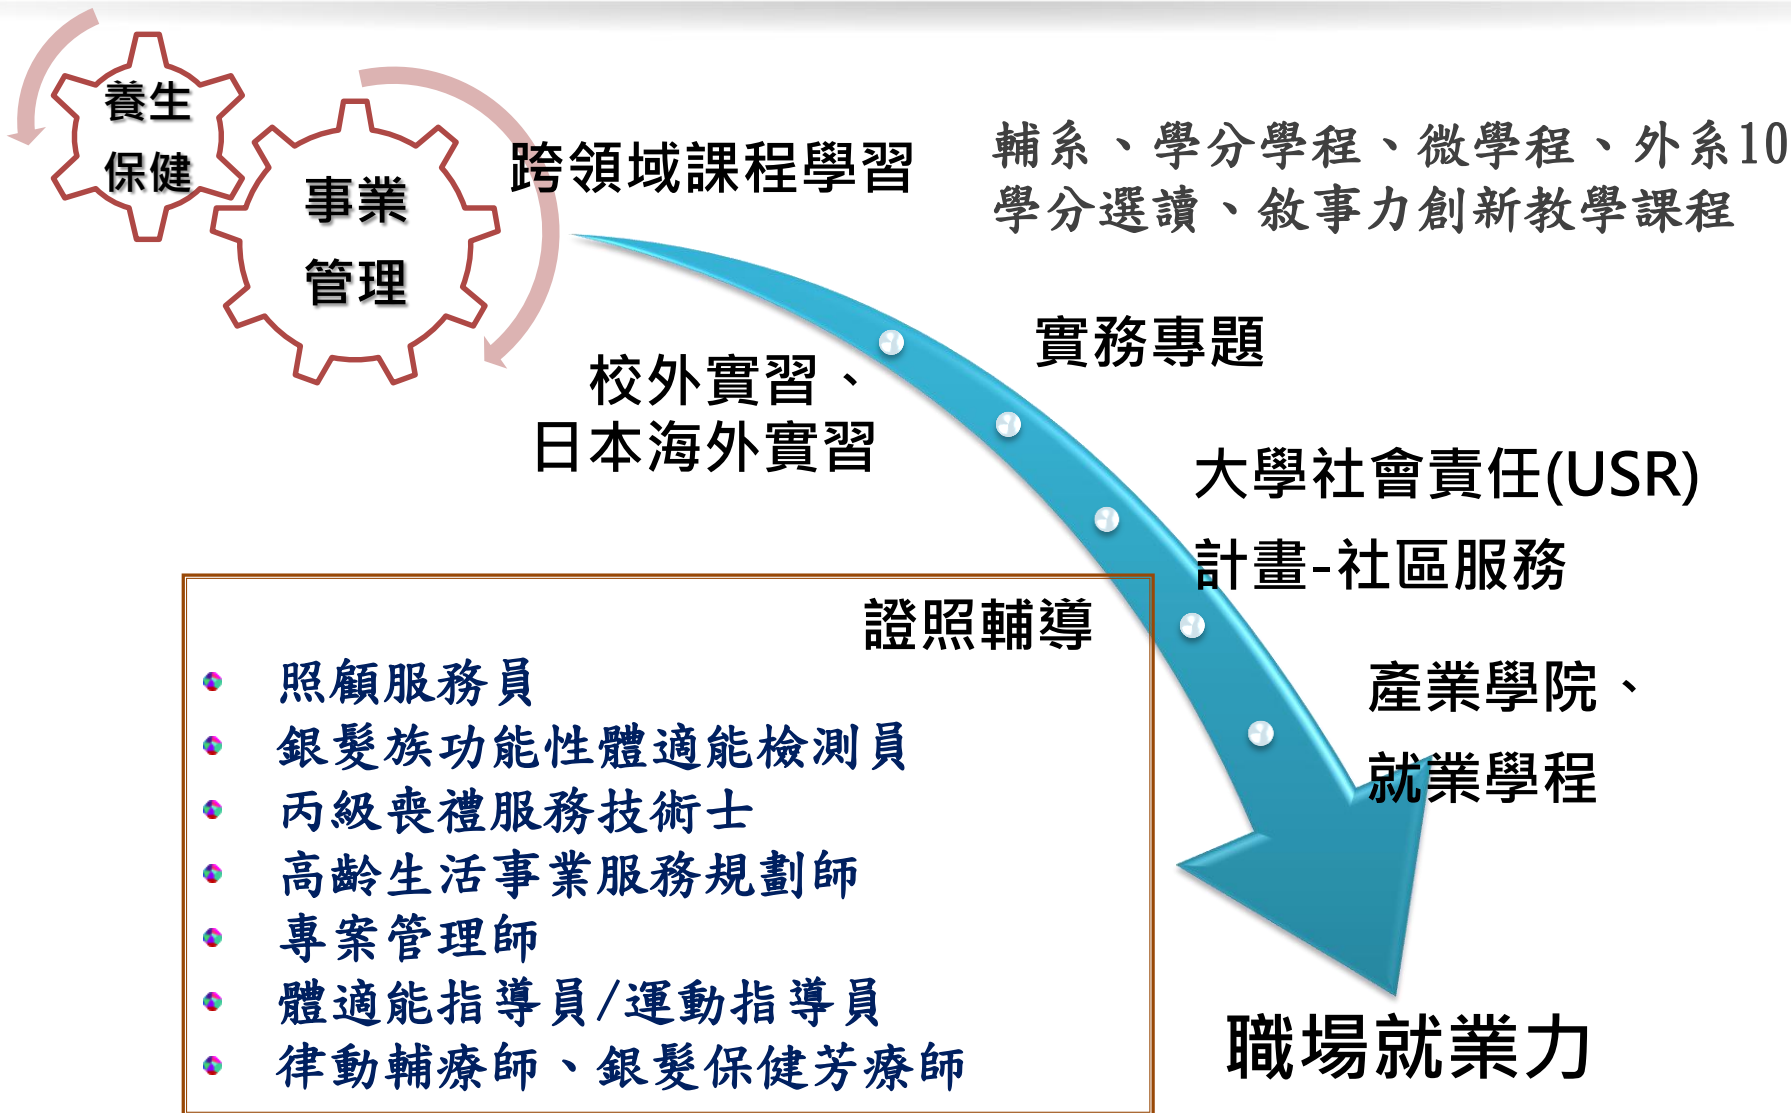 養生
保健
事業
管理
跨領域課程學習
輔系、學分學程、微學程、外系10
學分選讀、敘事力創新教學課程
實務專題
校外實習、
日本海外實習
大學社會責任(USR)
計畫-社區服務
證照輔導
照顧服務員
銀髮族功能性體適能檢測員
丙級喪禮服務技術士
高齡生活事業服務規劃師
專案管理師
體適能指導員/運動指導員
律動輔療師、銀髮保健芳療師
產業學院、
就業學程
職場就業力